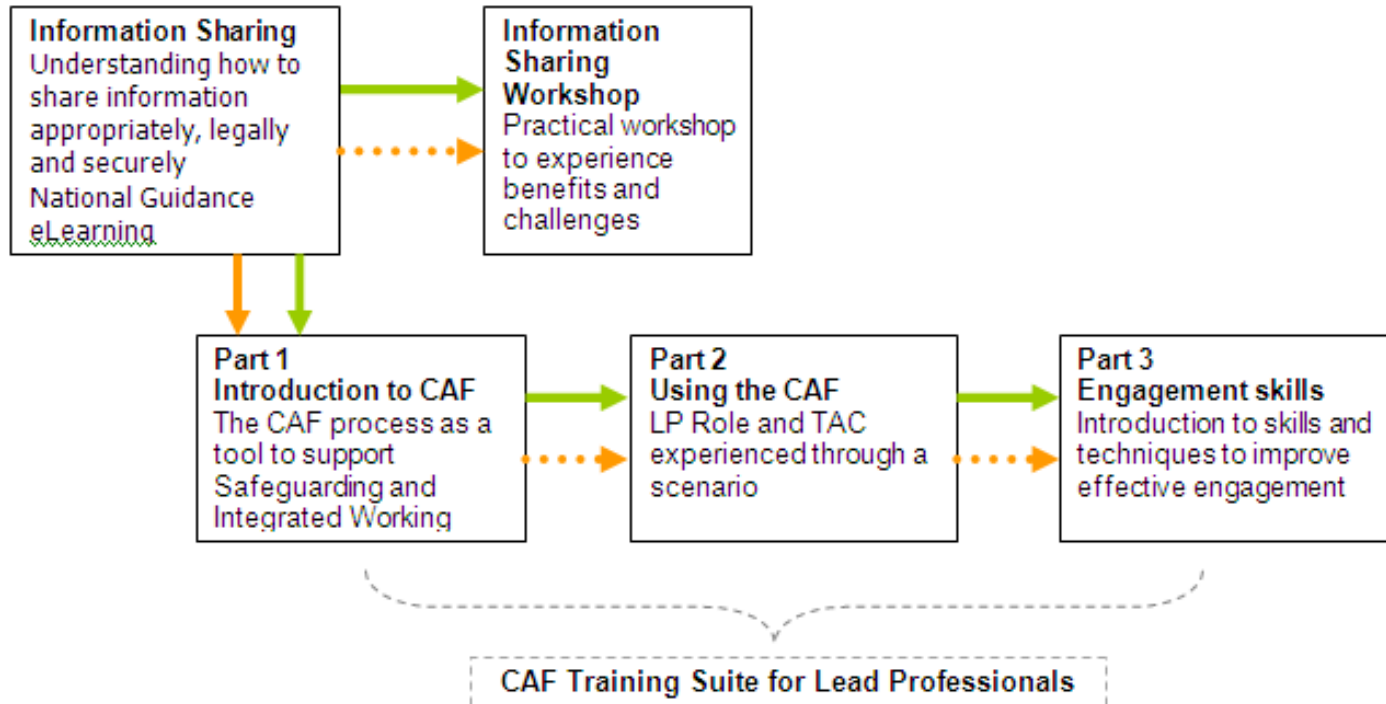 Information Sharing
Understanding how to
share information
appropriately, legally
and securely
National Guidance
eLearning
Information
Sharing
Workshop
Practical workshop
to experience
benefits and
challenges
Part 1
Introduction to CAF
The CAF process as a
tool to support
Safeguarding and
Integrated Working
Part 2
Using the CAF
LP Role and TAC
experienced through a
scenario
Part 3
Engagement skills
Introduction to skills and
techniques to improve
effective engagement
CAF Training Suite for Lead Professionals